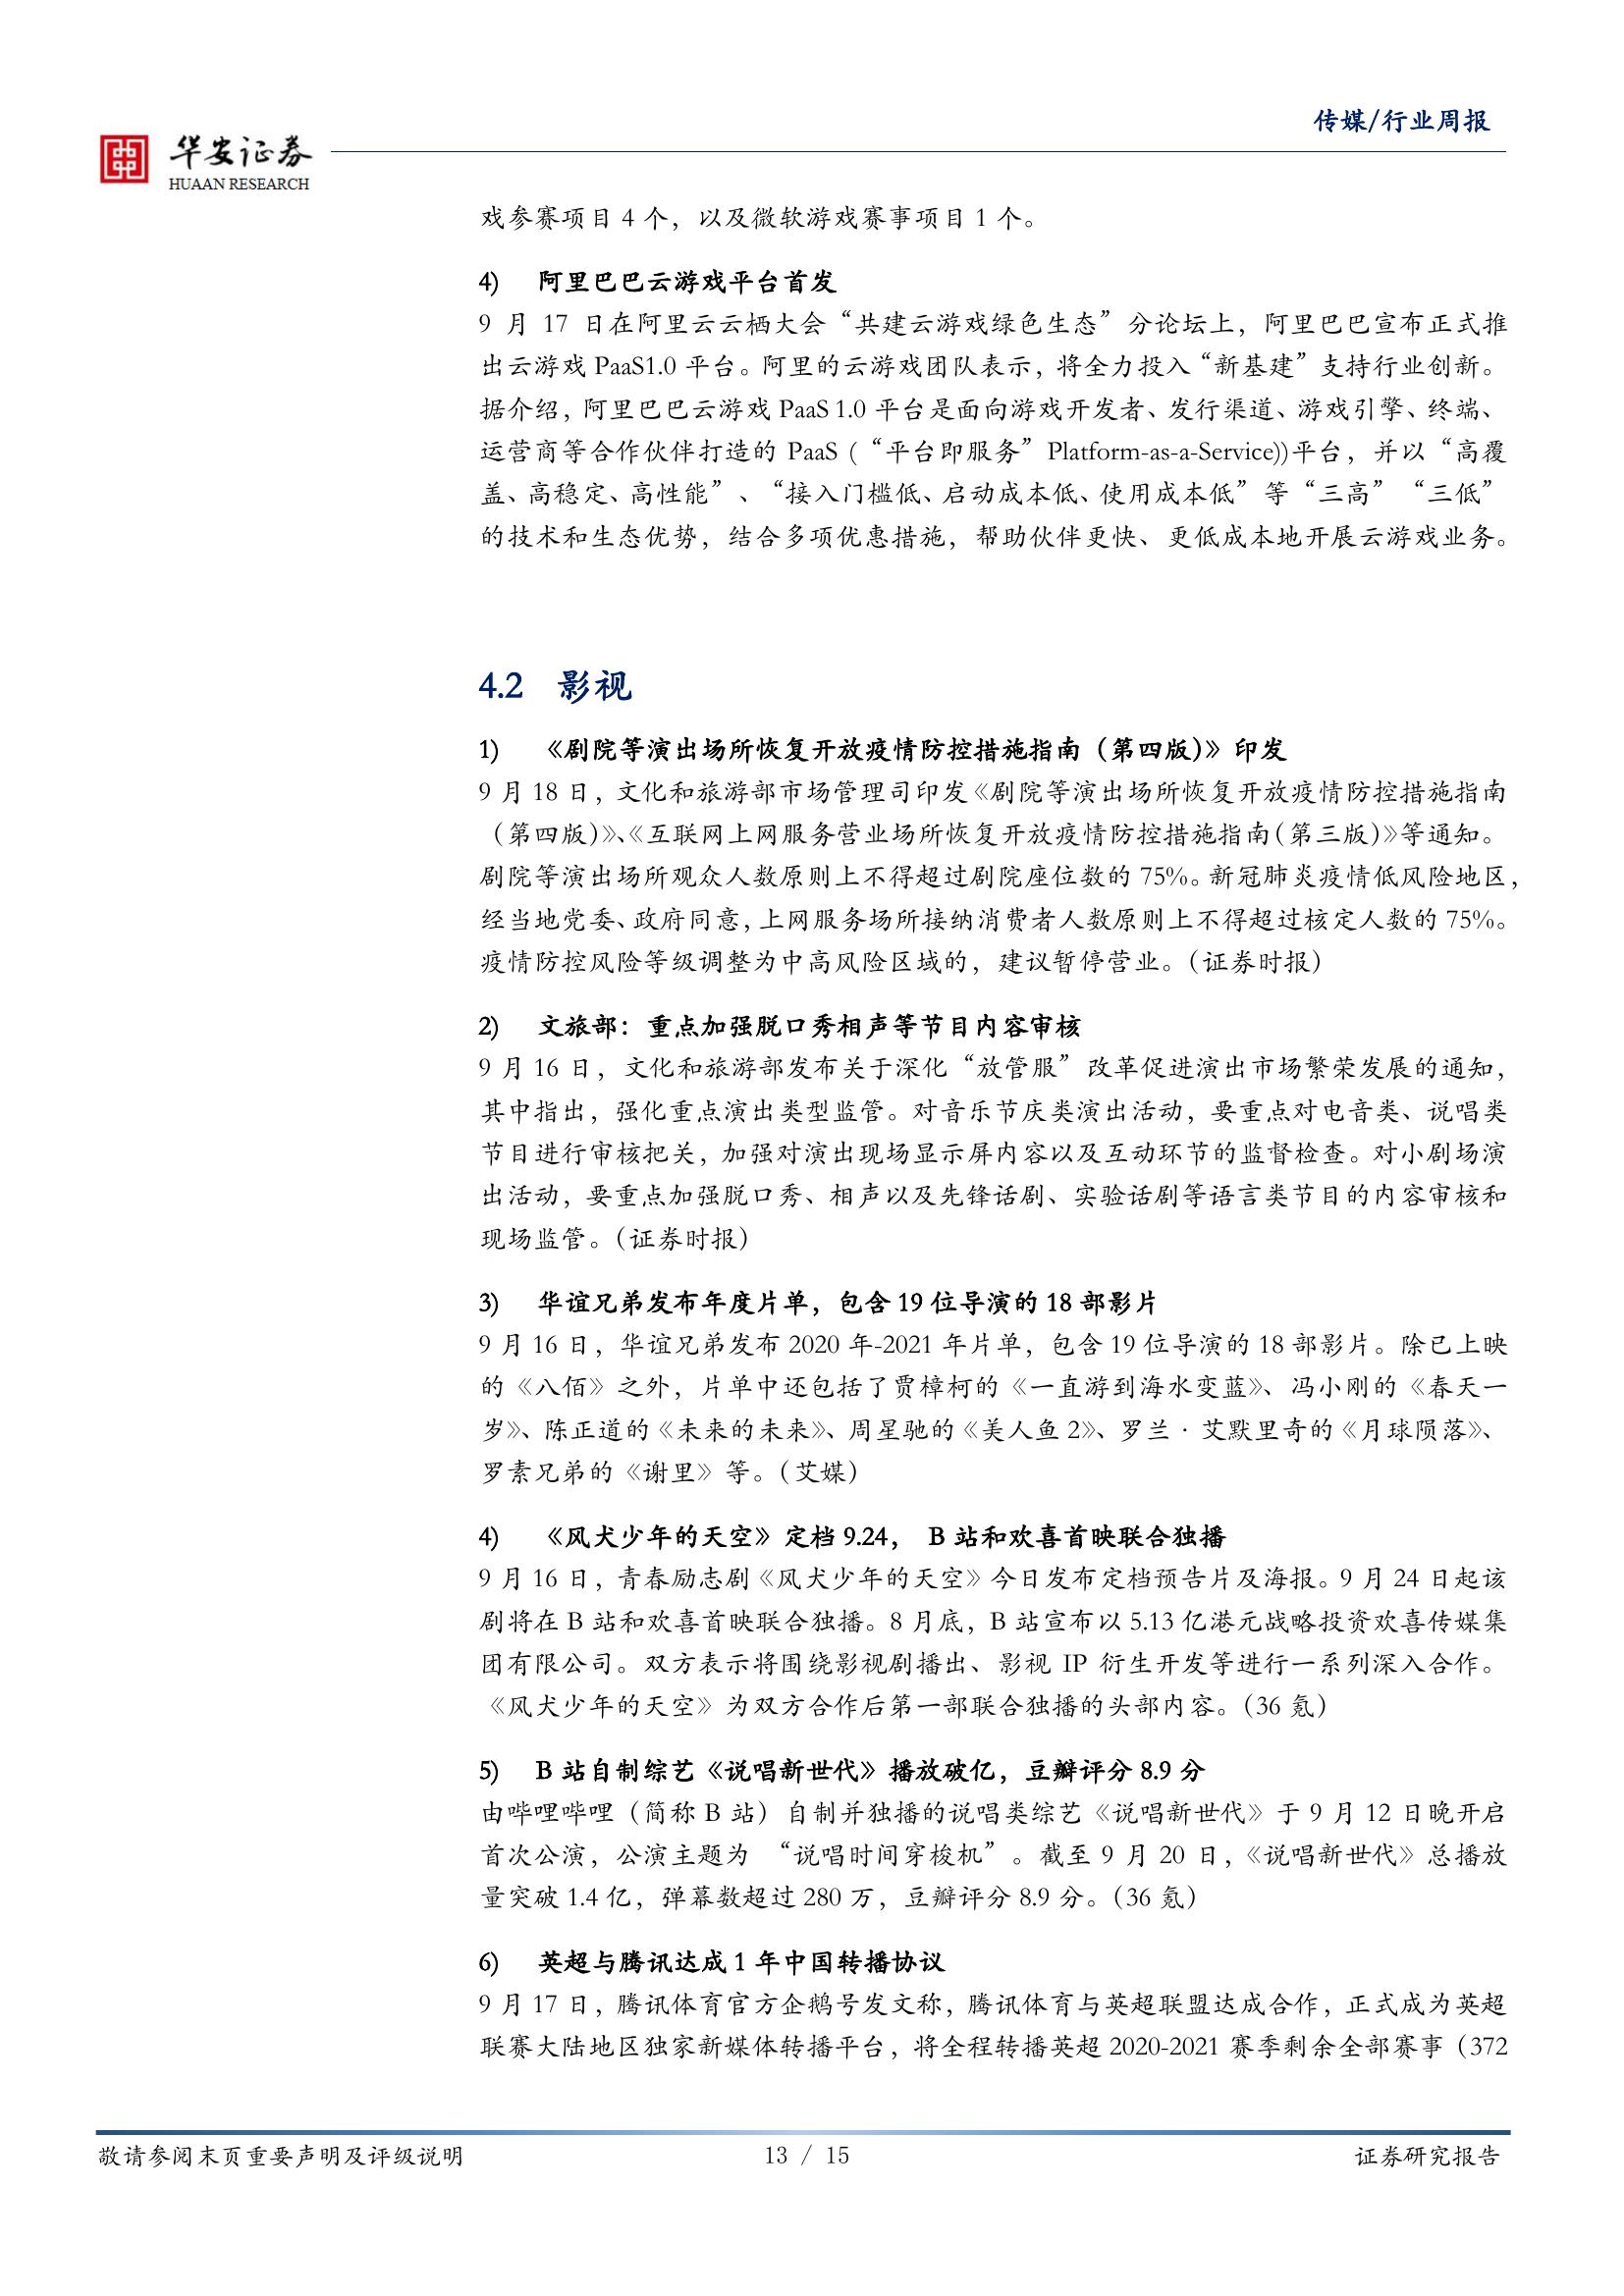 传媒/行业周报
华安证券
HUAAN RESEARCH
戏参赛项目 4 个，以及微软游戏赛事项目 1 个。
4) 阿里巴巴云游戏平台首发
9 月 17 日在阿里云云栖大会“共建云游戏绿色生态”分论坛上，阿里巴巴宣布正式推
出云游戏 PaaS1.0 平台。阿里的云游戏团队表示，将全力投入“新基建”支持行业创新。
据介绍，阿里巴巴云游戏 PaaS 1.0 平台是面向游戏开发者、发行渠道、游戏引擎、终端、
运营商等合作伙伴打造的 PaaS (“平台即服务”Platform-as-a-Service))平台，并以“高覆
盖、高稳定、高性能”、“接入门槛低、启动成本低、使用成本低”等“三高”“三低”
的技术和生态优势，结合多项优惠措施，帮助伙伴更快、更低成本地开展云游戏业务。
4.2 影视
1) 《剧院等演出场所恢复开放疫情防控措施指南（第四版）》印发
9 月 18 日，文化和旅游部市场管理司印发《剧院等演出场所恢复开放疫情防控措施指南
（第四版）》、《互联网上网服务营业场所恢复开放疫情防控措施指南（第三版）》等通知。
剧院等演出场所观众人数原则上不得超过剧院座位数的 75%。新冠肺炎疫情低风险地区，
经当地党委、政府同意，上网服务场所接纳消费者人数原则上不得超过核定人数的 75%。
疫情防控风险等级调整为中高风险区域的，建议暂停营业。（证券时报）
2) 文旅部：重点加强脱口秀相声等节目内容审核
9 月 16 日，文化和旅游部发布关于深化“放管服”改革促进演出市场繁荣发展的通知，
其中指出，强化重点演出类型监管。对音乐节庆类演出活动，要重点对电音类、说唱类
节目进行审核把关，加强对演出现场显示屏内容以及互动环节的监督检查。对小剧场演
出活动，要重点加强脱口秀、相声以及先锋话剧、实验话剧等语言类节目的内容审核和
现场监管。（证券时报）
3) 华谊兄弟发布年度片单，包含 19 位导演的 18 部影片
9 月 16 日，华谊兄弟发布 2020 年-2021 年片单，包含 19 位导演的 18 部影片。除已上映
的《八佰》之外，片单中还包括了贾樟柯的《一直游到海水变蓝》、冯小刚的《春天一
岁》、陈正道的《未来的未来》、周星驰的《美人鱼 2》、罗兰·艾默里奇的《月球陨落》、
罗素兄弟的《谢里》等。（艾媒）
4) 《风犬少年的天空》定档 9.24， B 站和欢喜首映联合独播
9 月 16 日，青春励志剧《风犬少年的天空》今日发布定档预告片及海报。9 月 24 日起该
剧将在 B 站和欢喜首映联合独播。8 月底，B 站宣布以 5.13 亿港元战略投资欢喜传媒集
团有限公司。双方表示将围绕影视剧播出、影视 IP 衍生开发等进行一系列深入合作。
《风犬少年的天空》为双方合作后第一部联合独播的头部内容。（36 氪）
5) B 站自制综艺《说唱新世代》播放破亿，豆瓣评分 8.9 分
由哔哩哔哩（简称 B 站）自制并独播的说唱类综艺《说唱新世代》于 9 月 12 日晚开启
首次公演，公演主题为 “说唱时间穿梭机”。截至 9 月 20 日，《说唱新世代》总播放
量突破 1.4 亿，弹幕数超过 280 万，豆瓣评分 8.9 分。（36 氪）
6) 英超与腾讯达成 1 年中国转播协议
9 月 17 日，腾讯体育官方企鹅号发文称，腾讯体育与英超联盟达成合作，正式成为英超
联赛大陆地区独家新媒体转播平台，将全程转播英超 2020-2021 赛季剩余全部赛事（372
敬请参阅末页重要声明及评级说明
13 / 15
证券研究报告